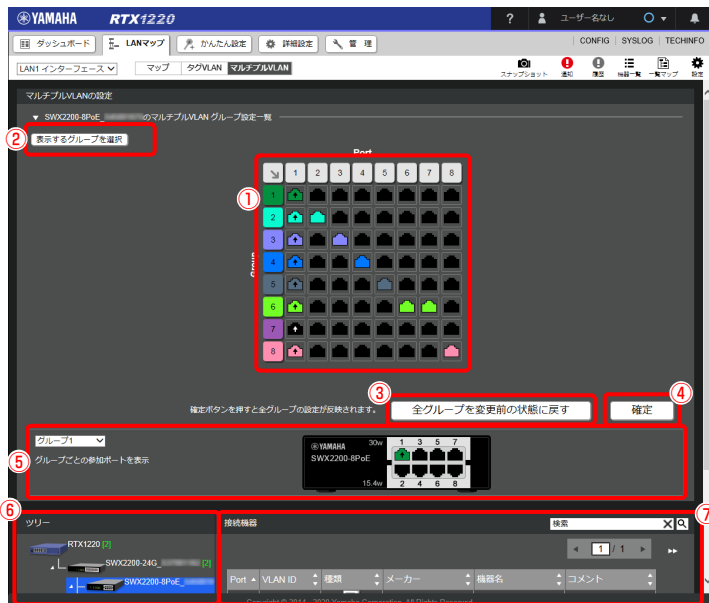 YAMAHA RTX1220 ? ユーザー名なし
ダッシュボード LANマップ かんたん設定 詳細設定 管 理 CONFIG SYSLOG TECHINFO
LAN1 インターフェース マップ タグVLAN マルチプルVLAN スナップショット 通知 履歴 機器一覧 一覧マップ 設定
マルチプルVLANの設定
▼ SWX2200-8PoE_ のマルチプルVLAN グループ設定一覧
② 表示するグループを選択
Port
1 2 3 4 5 6 7 8
① 1
2
3
4
5
6
7
8
Group
③ ④
確定ボタンを押すと全グループの設定が反映されます。 全グループを変更前の状態に戻す 確定
グループ1
⑤ グループごとの参加ポートを表示
YAMAHA 30w 1 3 5 7
SWX2200-8PoE
15.4w 2 4 6 8
⑥ ⑦
ツリー 接続機器 検索
RTX1220 [2] 1 / 1
SWX2200-24G_ [2]
SWX2200-8PoE_ Port VLAN ID 種類 メーカー 機器名 コメント
Copyright © 2014 - 2020 Yamaha Corporation. All Rights Reserved.